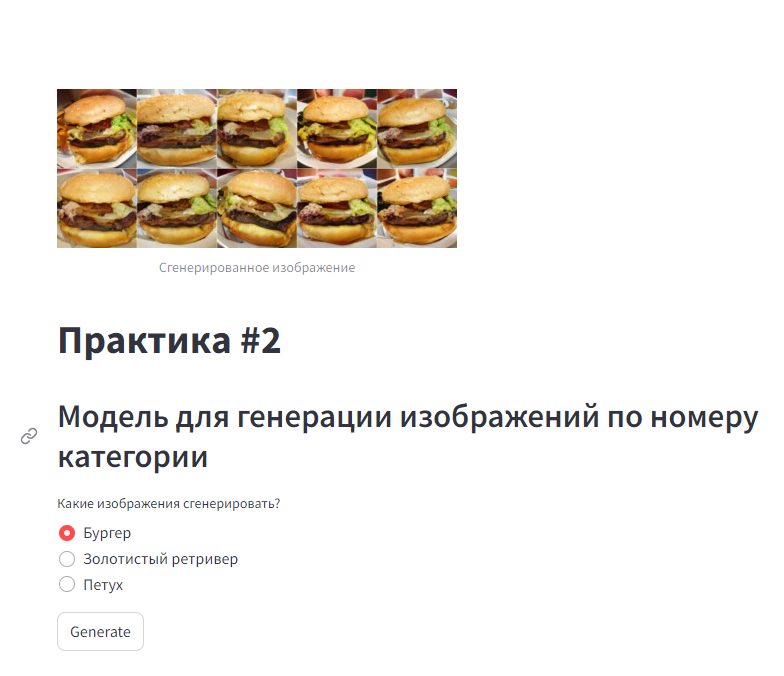 Сгенерированное изображение
Практика #2
Модель для генерации изображений по номеру
категории
Какие изображения сгенерировать?
Бургер
Золотистый ретривер
Петух
Generate